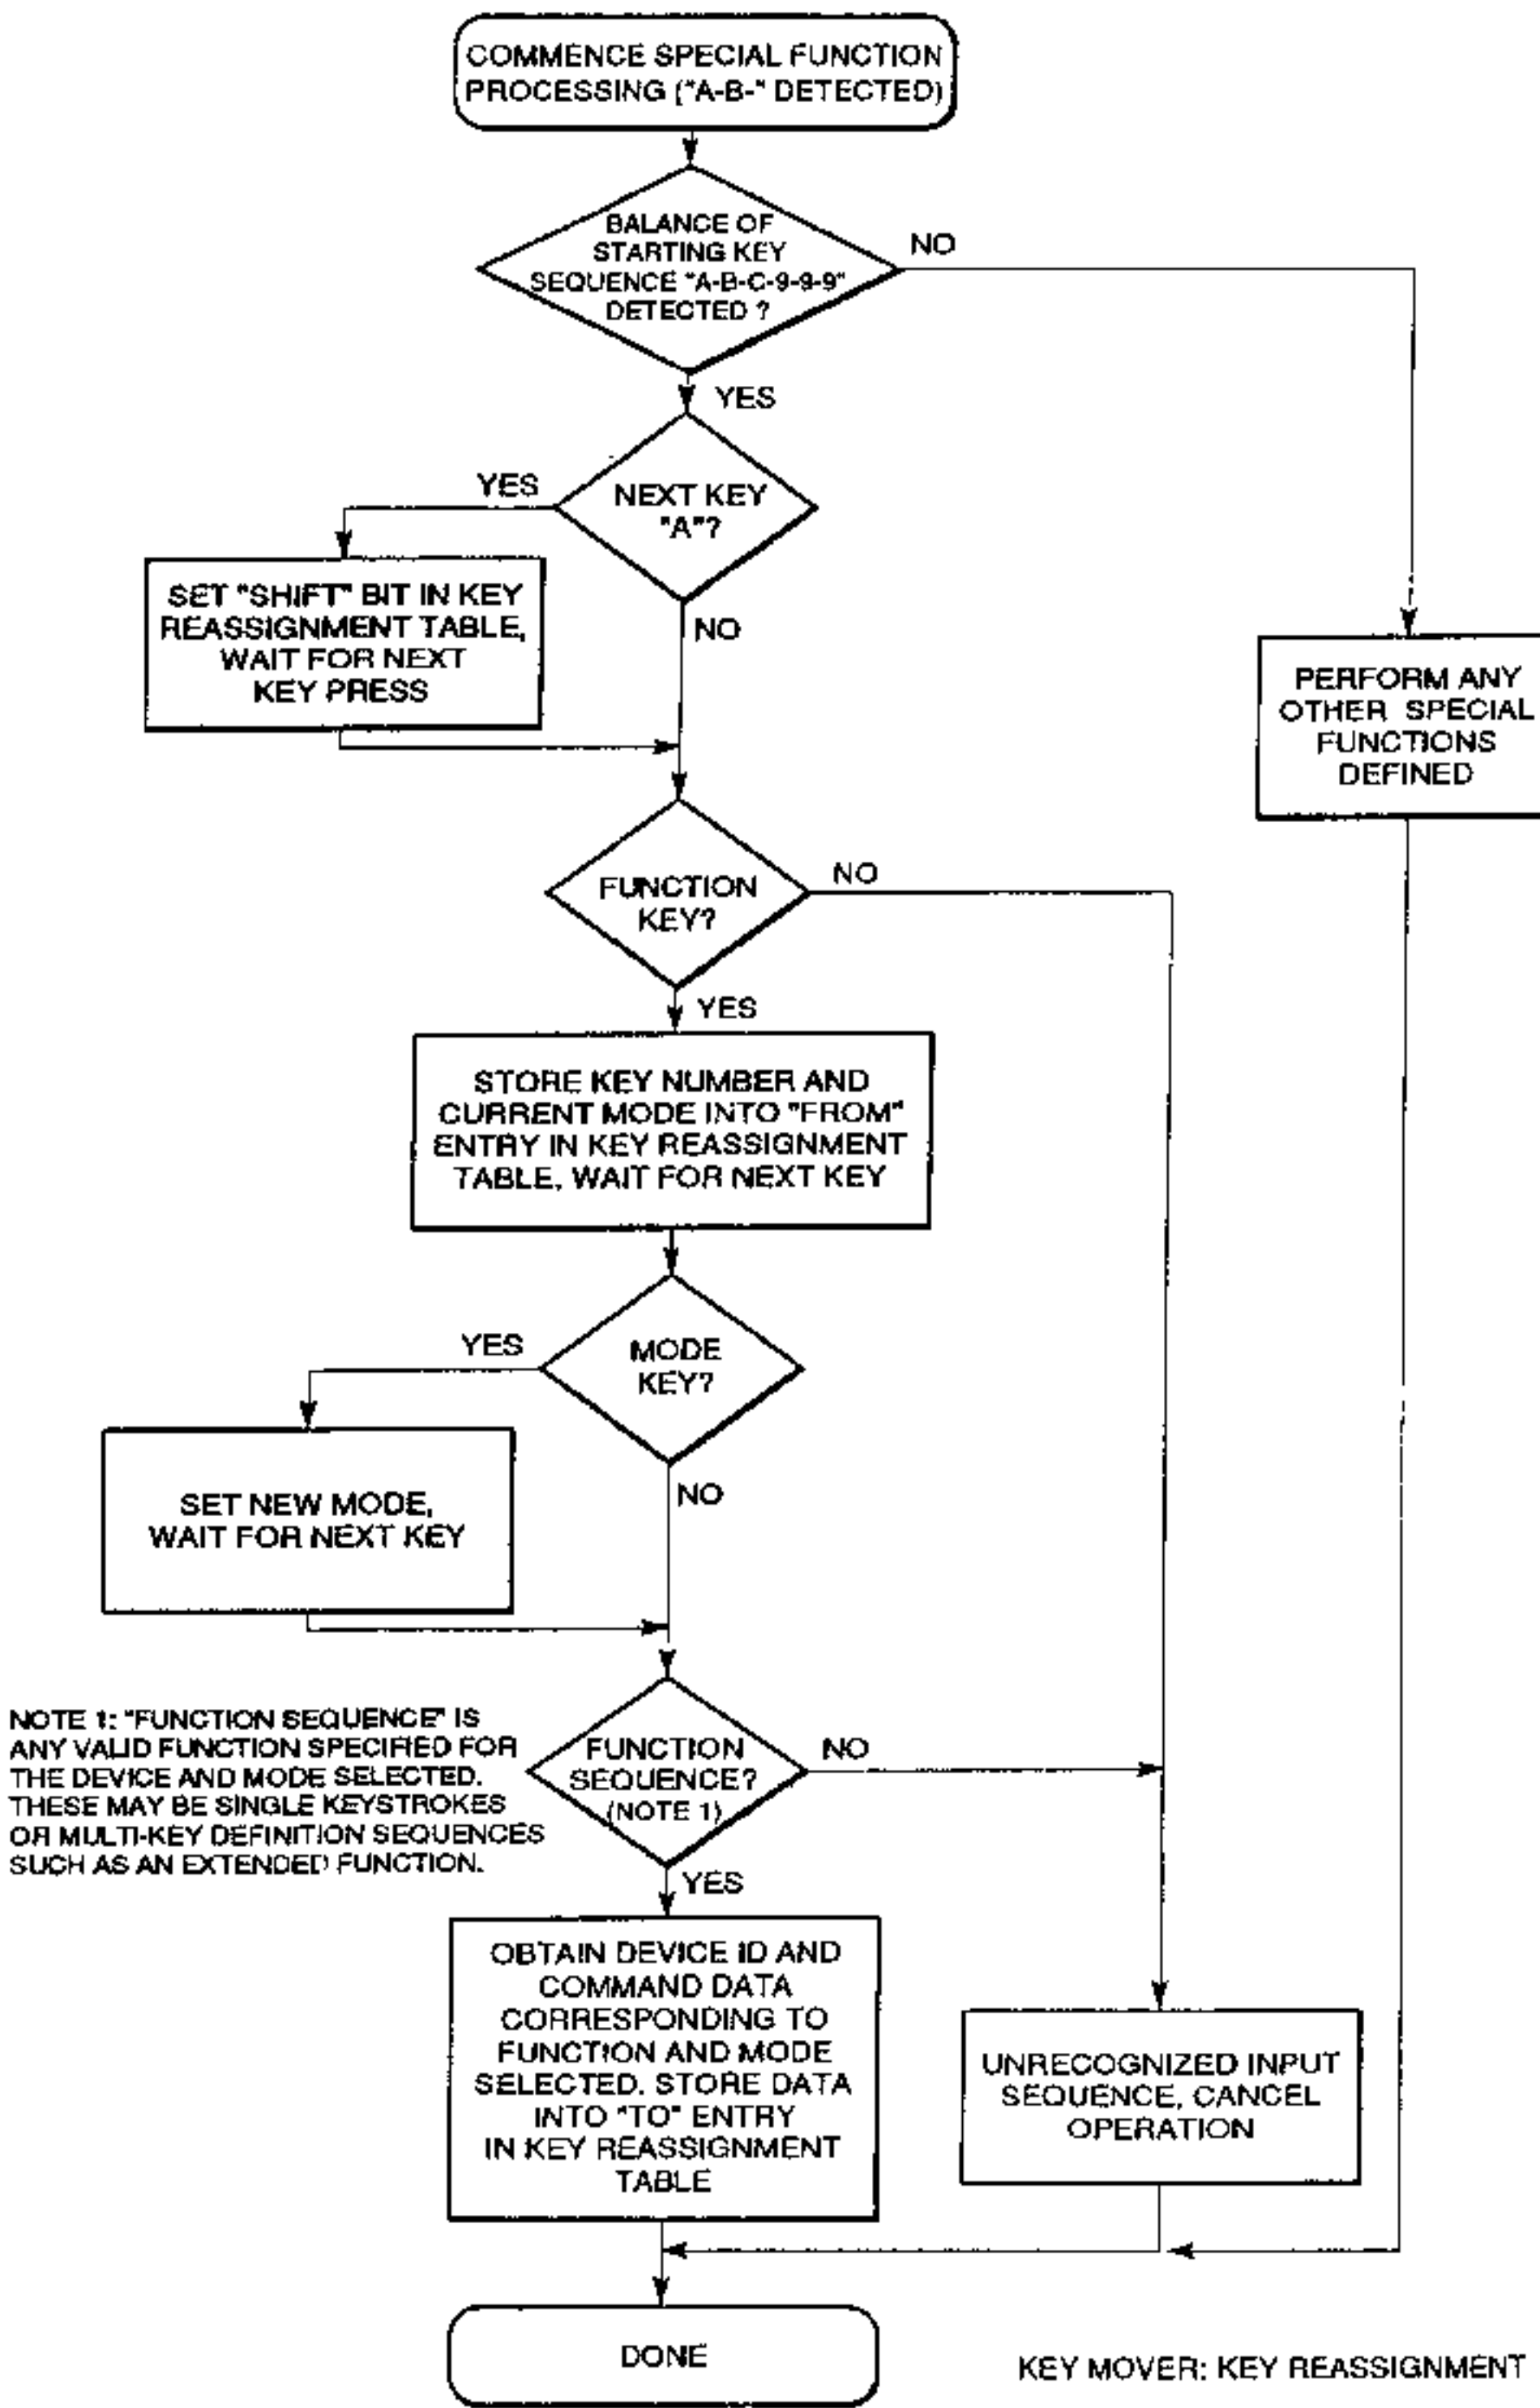 COMMENCE SPECIAL FUNCTION
PROCESSING ("A-B-" DETECTED)
BALANCE OF
STARTING KEY
SEQUENCE "A-B-C-9-9-9"
DETECTED ?
NO
YES
NEXT KEY
"A"?
YES
NO
SET "SHIFT" BIT IN KEY
REASSIGNMENT TABLE,
WAIT FOR NEXT
KEY PRESS
PERFORM ANY
OTHER SPECIAL
FUNCTIONS
DEFINED
FUNCTION
KEY?
NO
YES
STORE KEY NUMBER AND
CURRENT MODE INTO "FROM"
ENTRY IN KEY REASSIGNMENT
TABLE, WAIT FOR NEXT KEY
MODE
KEY?
YES
NO
SET NEW MODE,
WAIT FOR NEXT KEY
NOTE 1: "FUNCTION SEQUENCE" IS
ANY VALID FUNCTION SPECIFIED FOR
THE DEVICE AND MODE SELECTED.
THESE MAY BE SINGLE KEYSTROKES
OR MULTI-KEY DEFINITION SEQUENCES
SUCH AS AN EXTENDED FUNCTION.
FUNCTION
SEQUENCE?
(NOTE 1)
NO
YES
OBTAIN DEVICE ID AND
COMMAND DATA
CORRESPONDING TO
FUNCTION AND MODE
SELECTED. STORE DATA
INTO "TO" ENTRY
IN KEY REASSIGNMENT
TABLE
UNRECOGNIZED INPUT
SEQUENCE, CANCEL
OPERATION
DONE
KEY MOVER: KEY REASSIGNMENT